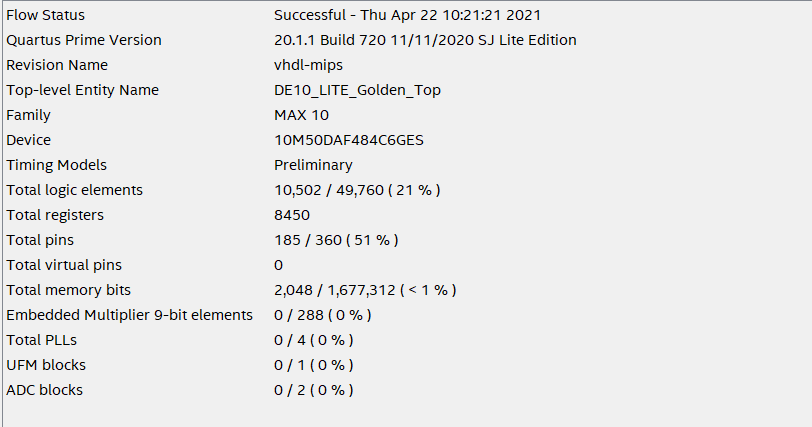 Flow Status Successful - Thu Apr 22 10:21:21 2021
Quartus Prime Version 20.1.1 Build 720 11/11/2020 SJ Lite Edition
Revision Name vhdl-mips
Top-level Entity Name DE10_LITE_Golden_Top
Family MAX 10
Device 10M50DAF484C6GES
Timing Models Preliminary
Total logic elements 10,502 / 49,760 ( 21 % )
Total registers 8450
Total pins 185 / 360 ( 51 % )
Total virtual pins 0
Total memory bits 2,048 / 1,677,312 ( < 1 % )
Embedded Multiplier 9-bit elements 0 / 288 ( 0 % )
Total PLLs 0 / 4 ( 0 % )
UFM blocks 0 / 1 ( 0 % )
ADC blocks 0 / 2 ( 0 % )